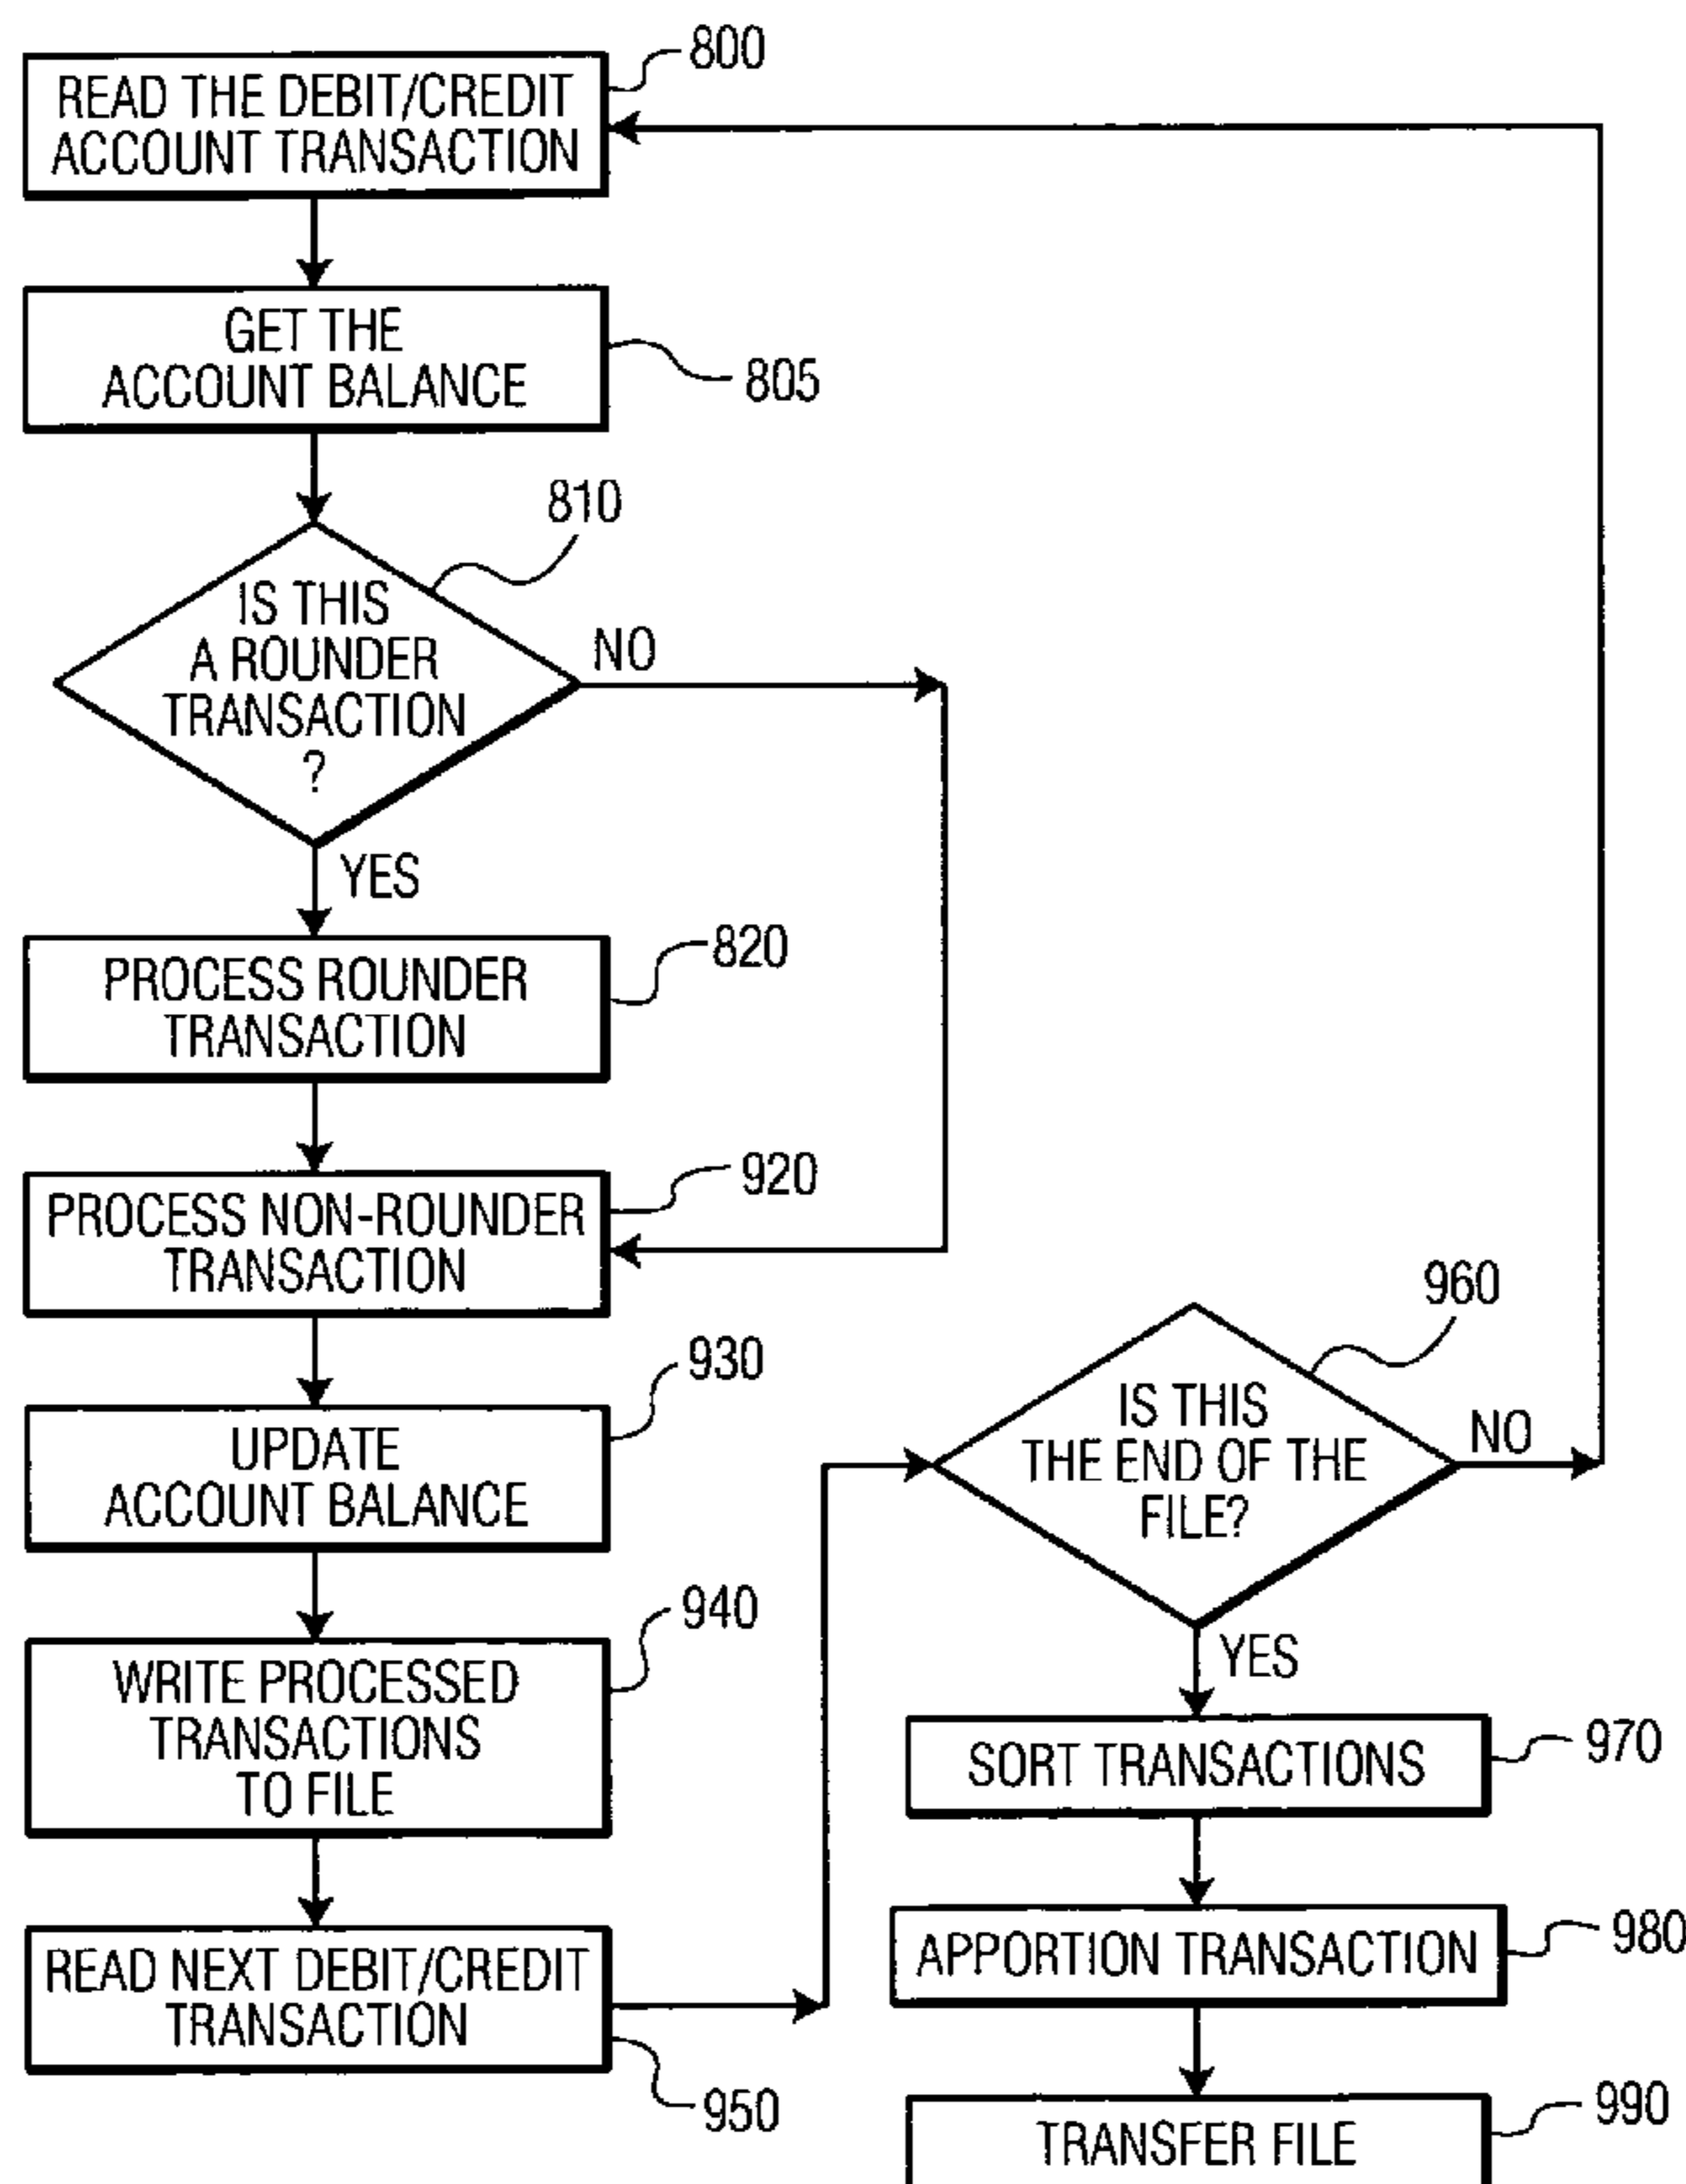 800
READ THE DEBIT/CREDIT
ACCOUNT TRANSACTION
GET THE
ACCOUNT BALANCE
805
810
IS THIS
A ROUNDER
TRANSACTION
?
NO
YES
820
PROCESS ROUNDER
TRANSACTION
920
PROCESS NON-ROUNDER
TRANSACTION
930
UPDATE
ACCOUNT BALANCE
940
WRITE PROCESSED
TRANSACTIONS
TO FILE
READ NEXT DEBIT/CREDIT
TRANSACTION
950
960
IS THIS
THE END OF THE
FILE?
NO
YES
SORT TRANSACTIONS
970
APPORTION TRANSACTION
980
TRANSFER FILE
990